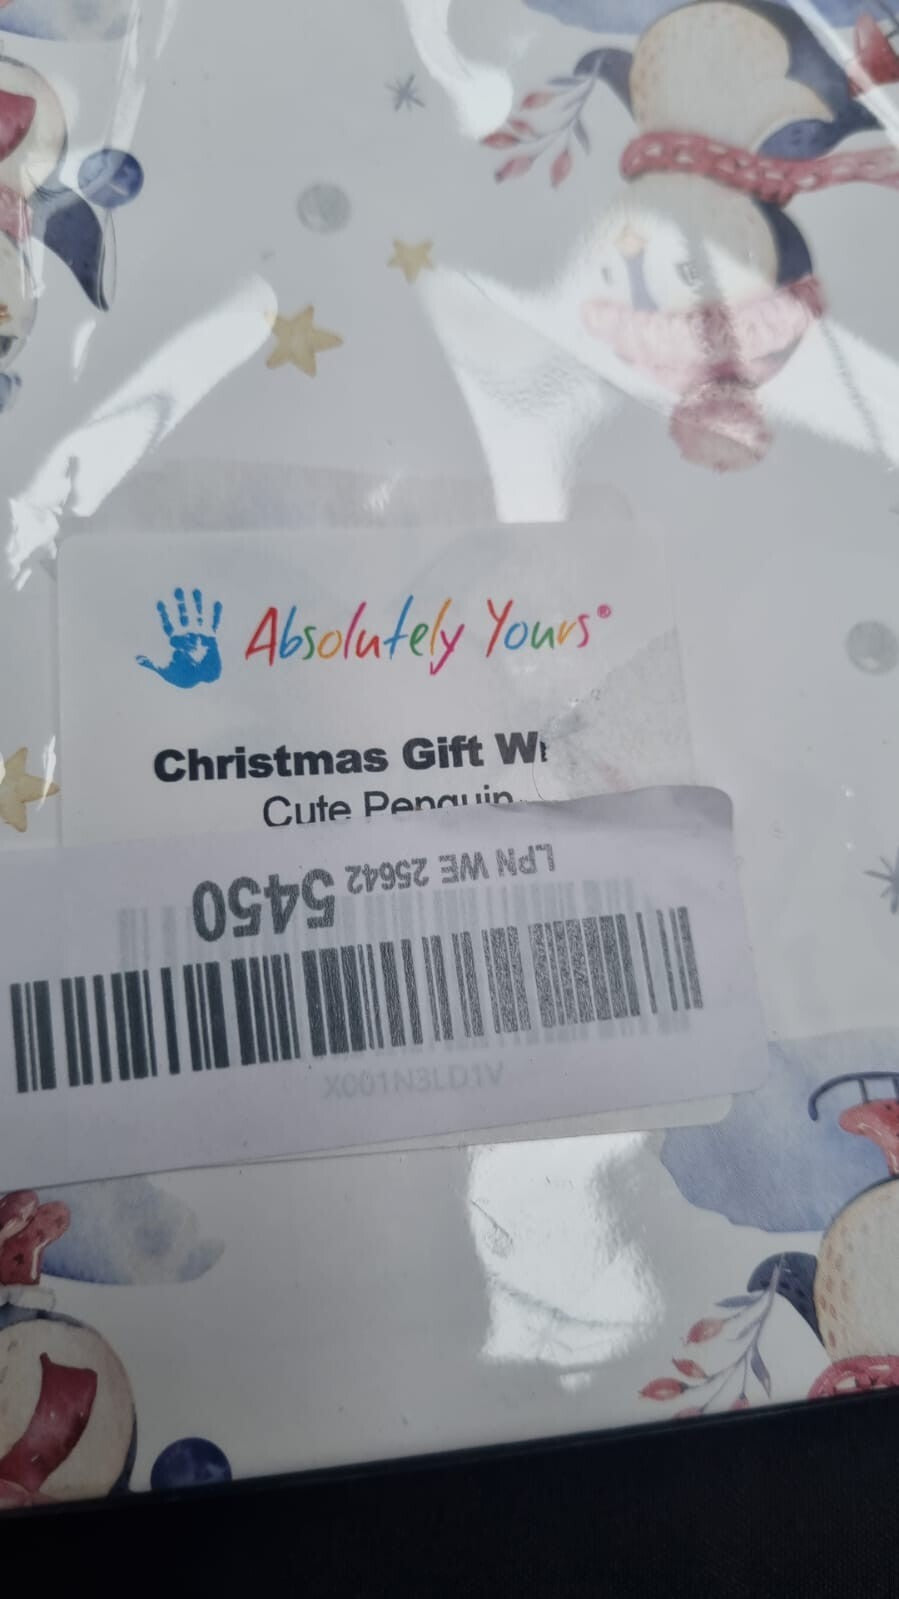 Absolutely Yours®
Christmas Gift
Cute Penguin
LPN WE 25642 5450
X001N3LD1V